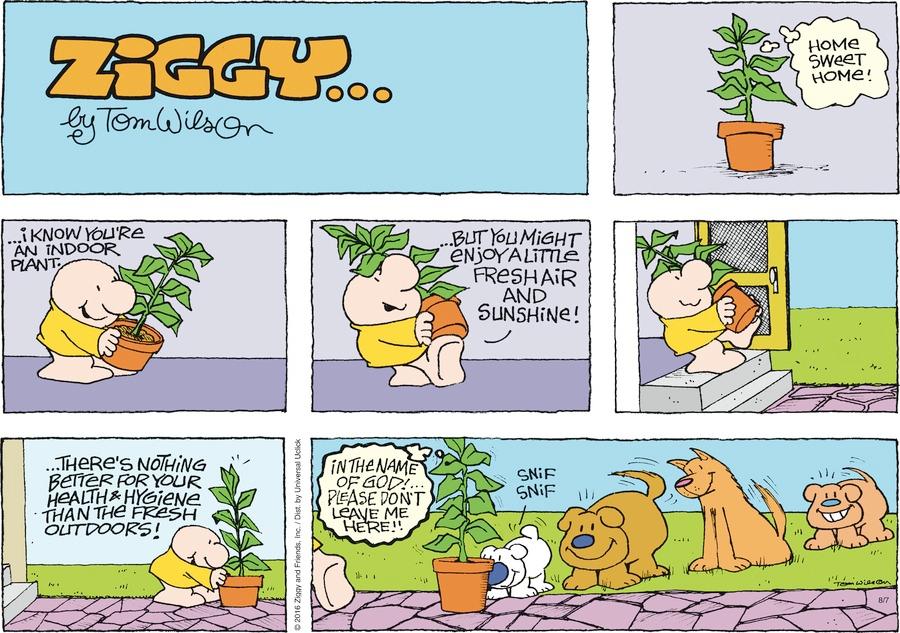 ZiGGY...
by Tom Wilson
HOME
SWEET
HOME!
...i KNOW YOU'RE
AN iNDOOR
PLANT.
...BUT YOU MiGHT
ENJOY A LiTTLE
FRESH AiR
AND
SUNSHiNE!
...THERE'S NOTHiNG
BETTER FOR YOUR
HEALTH & HYGiENE
THAN THE FRESH
OUTDOORS!
© 2016 Ziggy and Friends, Inc. / Dist. by Universal Uclick
iN THE NAME
OF GOD!...
PLEASE DON'T
LEAVE ME
HERE!!
SNiF
SNiF
Tom Wilson
8/7